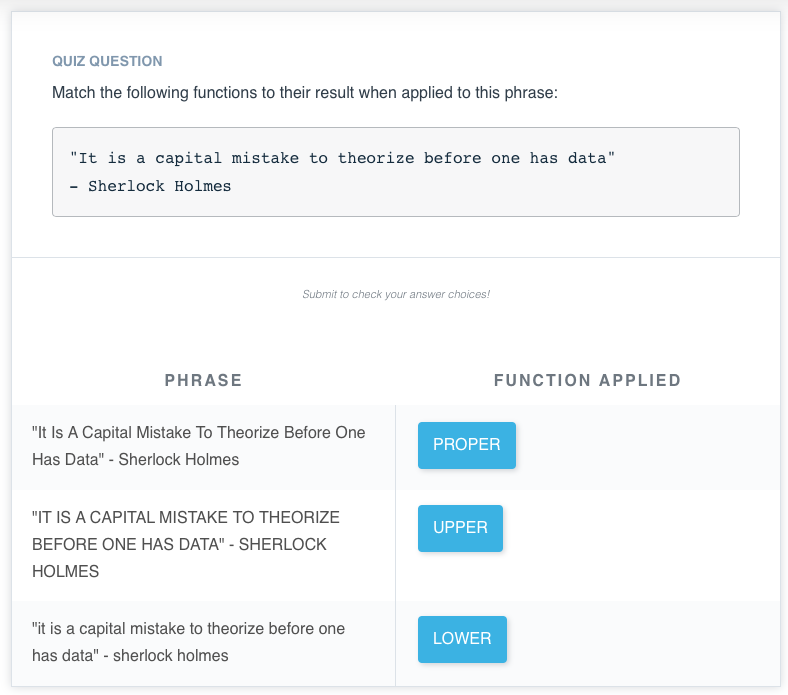 QUIZ QUESTION
Match the following functions to their result when applied to this phrase:
"It is a capital mistake to theorize before one has data"
– Sherlock Holmes
Submit to check your answer choices!
PHRASE
FUNCTION APPLIED
"It Is A Capital Mistake To Theorize Before One
Has Data" - Sherlock Holmes
PROPER
"IT IS A CAPITAL MISTAKE TO THEORIZE
BEFORE ONE HAS DATA" - SHERLOCK
HOLMES
UPPER
"it is a capital mistake to theorize before one
has data" - sherlock holmes
LOWER